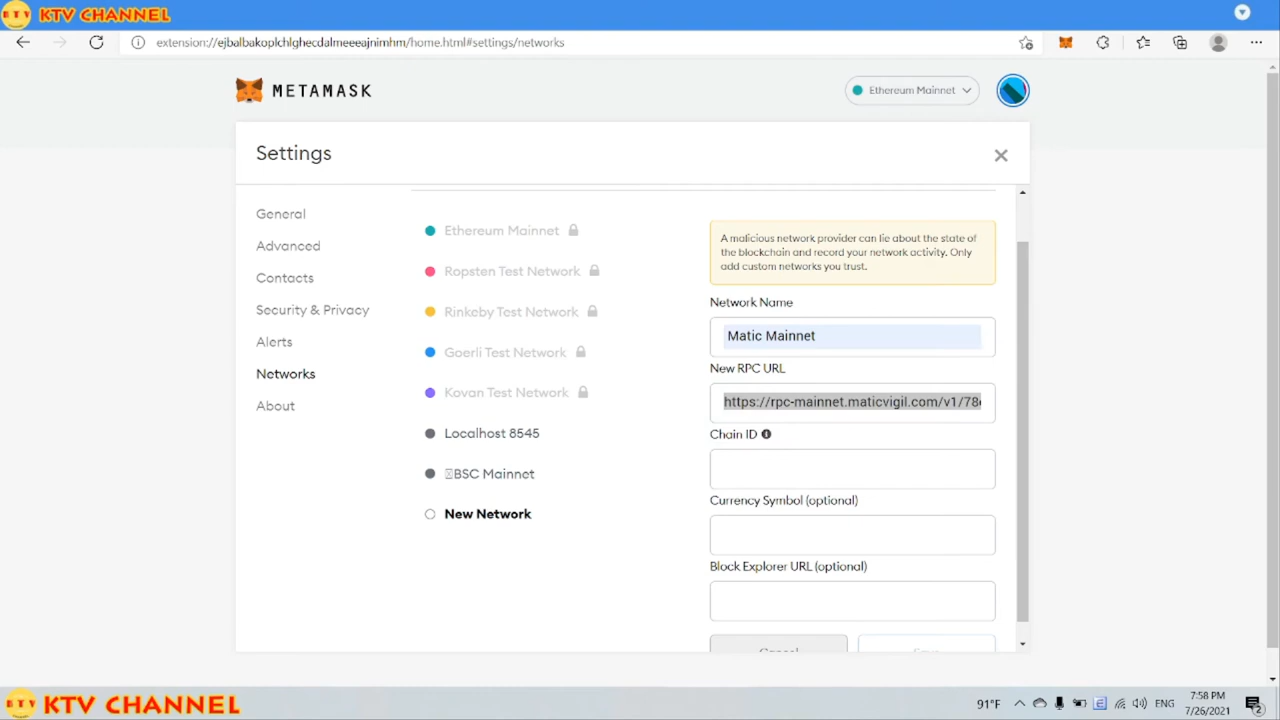 KTV CHANNEL
extension://ejbalbakoplchlghecdalmeeeajnimhm/home.html#settings/networks
METAMASK
Ethereum Mainnet
Settings
General
Advanced
Contacts
Security & Privacy
Alerts
Networks
About
Ethereum Mainnet
Ropsten Test Network
Rinkeby Test Network
Goerli Test Network
Kovan Test Network
Localhost 8545
BSC Mainnet
New Network
A malicious network provider can lie about the state of
the blockchain and record your network activity. Only
add custom networks you trust.
Network Name
Matic Mainnet
New RPC URL
https://rpc-mainnet.maticvigil.com/v1/78
Chain ID
Currency Symbol (optional)
Block Explorer URL (optional)
Cancel
Save
KTV CHANNEL
91°F
ENG
7:58 PM
7/26/2021
2